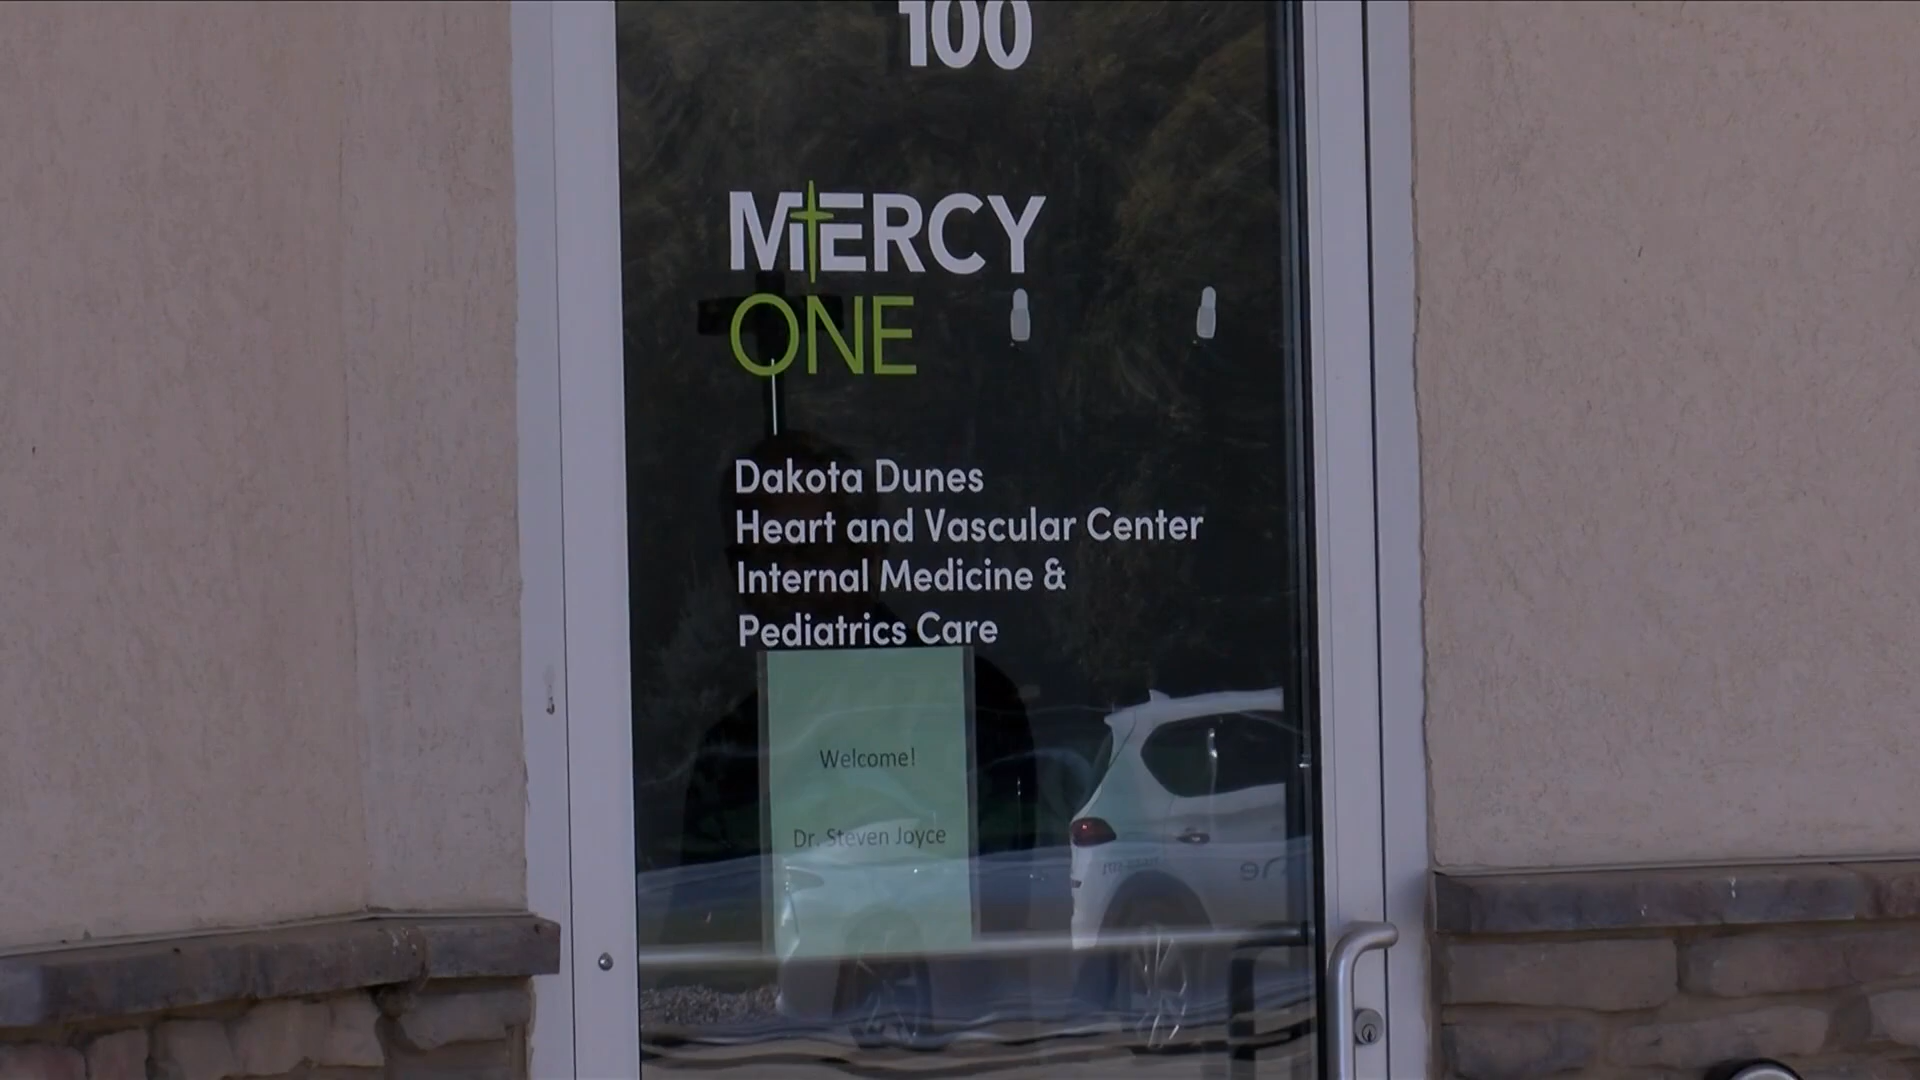 100
MERCY
ONE
Dakota Dunes
Heart and Vascular Center
Internal Medicine &
Pediatrics Care
Welcome!
Dr. Steven Joyce